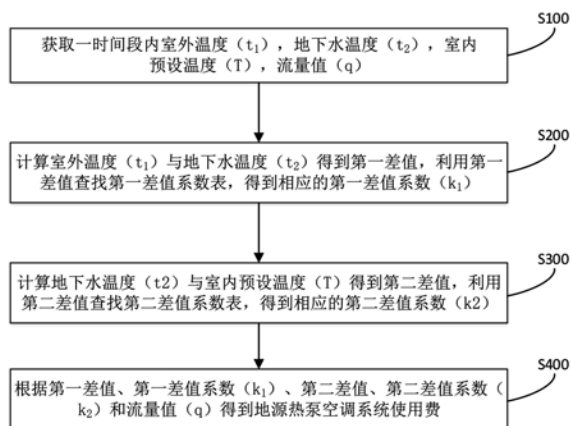 S100
获取一时间段内室外温度（t₁），地下水温度（t₂），室内
预设温度（T），流量值（q）
S200
计算室外温度（t₁）与地下水温度（t₂）得到第一差值，利用第一
差值查找第一差值系数表，得到相应的第一差值系数（k₁）
S300
计算地下水温度（t2）与室内预设温度（T）得到第二差值，利用
第二差值查找第二差值系数表，得到相应的第二差值系数（k2）
S400
根据第一差值、第一差值系数（k₁）、第二差值、第二差值系数（
k₂）和流量值（q）得到地源热泵空调系统使用费